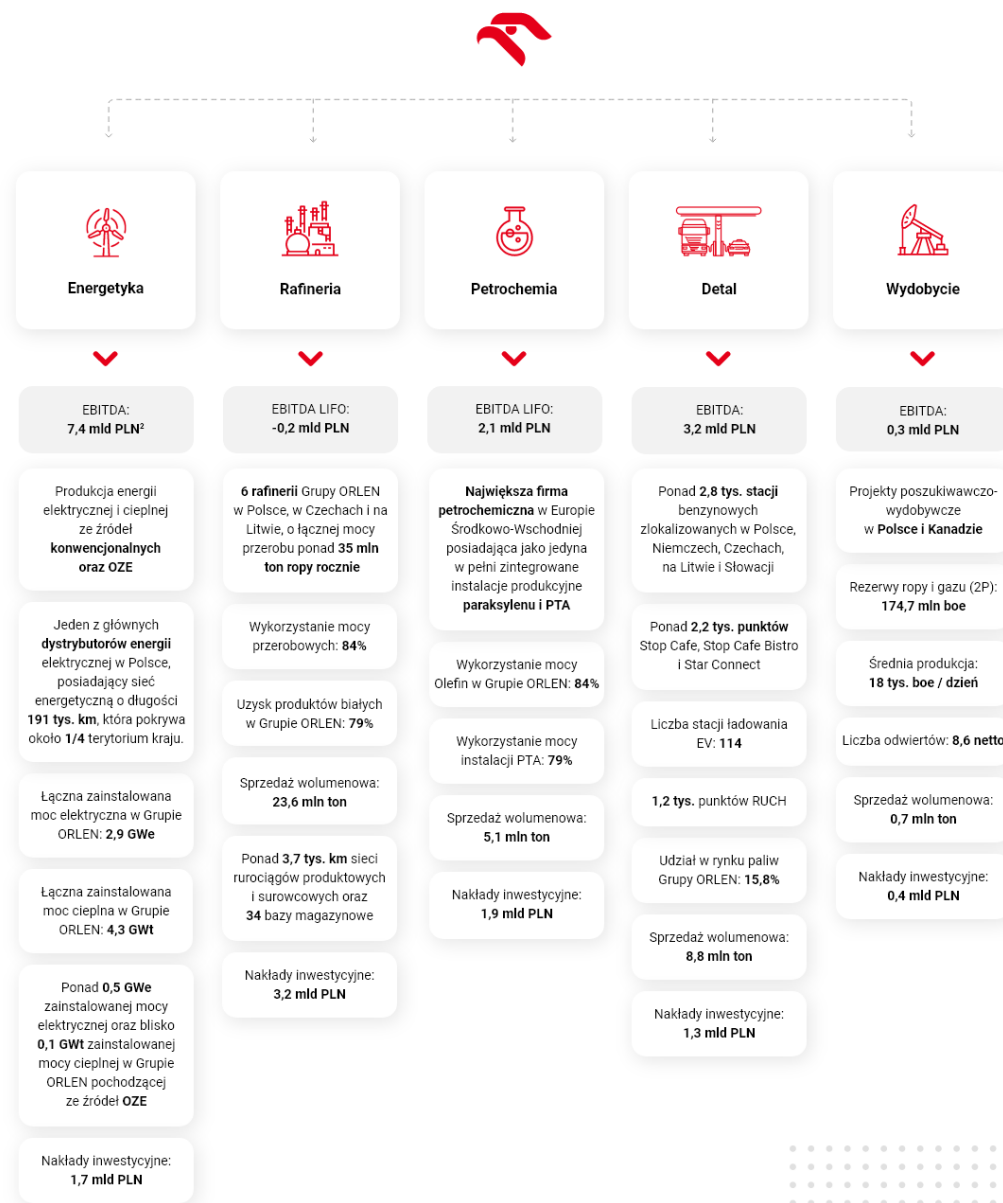 Energetyka
EBITDA:
7,4 mld PLN²
Produkcja energii
elektrycznej i cieplnej
ze źródeł
konwencjonalnych
oraz OZE
Jeden z głównych
dystrybutorów energii
elektrycznej w Polsce,
posiadający sieć
energetyczną o długości
191 tys. km, która pokrywa
około 1/4 terytorium kraju.
Łączna zainstalowana
moc elektryczna w Grupie
ORLEN: 2,9 GWe
Łączna zainstalowana
moc cieplna w Grupie
ORLEN: 4,3 GWt
Ponad 0,5 GWe
zainstalowanej mocy
elektrycznej oraz blisko
0,1 GWt zainstalowanej
mocy cieplnej w Grupie
ORLEN pochodzącej
ze źródeł OZE
Nakłady inwestycyjne:
1,7 mld PLN
Rafineria
EBITDA LIFO:
-0,2 mld PLN
6 rafinerii Grupy ORLEN
w Polsce, w Czechach i na
Litwie, o łącznej mocy
przerobu ponad 35 mln
ton ropy rocznie
Wykorzystanie mocy
przerobowych: 84%
Uzysk produktów białych
w Grupie ORLEN: 79%
Sprzedaż wolumenowa:
23,6 mln ton
Ponad 3,7 tys. km sieci
rurociągów produktowych
i surowcowych oraz
34 bazy magazynowe
Nakłady inwestycyjne:
3,2 mld PLN
Petrochemia
EBITDA LIFO:
2,1 mld PLN
Największa firma
petrochemiczna w Europie
Środkowo-Wschodniej
posiadająca jako jedyna
w pełni zintegrowane
instalacje produkcyjne
paraksylenu i PTA
Wykorzystanie mocy
Olefin w Grupie ORLEN: 84%
Wykorzystanie mocy
instalacji PTA: 79%
Sprzedaż wolumenowa:
5,1 mln ton
Nakłady inwestycyjne:
1,9 mld PLN
Detal
EBITDA:
3,2 mld PLN
Ponad 2,8 tys. stacji
benzynowych
zlokalizowanych w Polsce,
Niemczech, Czechach,
na Litwie i Słowacji
Ponad 2,2 tys. punktów
Stop Cafe, Stop Cafe Bistro
i Star Connect
Liczba stacji ładowania
EV: 114
1,2 tys. punktów RUCH
Udział w rynku paliw
Grupy ORLEN: 15,8%
Sprzedaż wolumenowa:
8,8 mln ton
Nakłady inwestycyjne:
1,3 mld PLN
Wydobycie
EBITDA:
0,3 mld PLN
Projekty poszukiwawczo-
wydobywcze
w Polsce i Kanadzie
Rezerwy ropy i gazu (2P):
174,7 mln boe
Średnia produkcja:
18 tys. boe / dzień
Liczba odwiertów: 8,6 netto
Sprzedaż wolumenowa:
0,7 mln ton
Nakłady inwestycyjne:
0,4 mld PLN